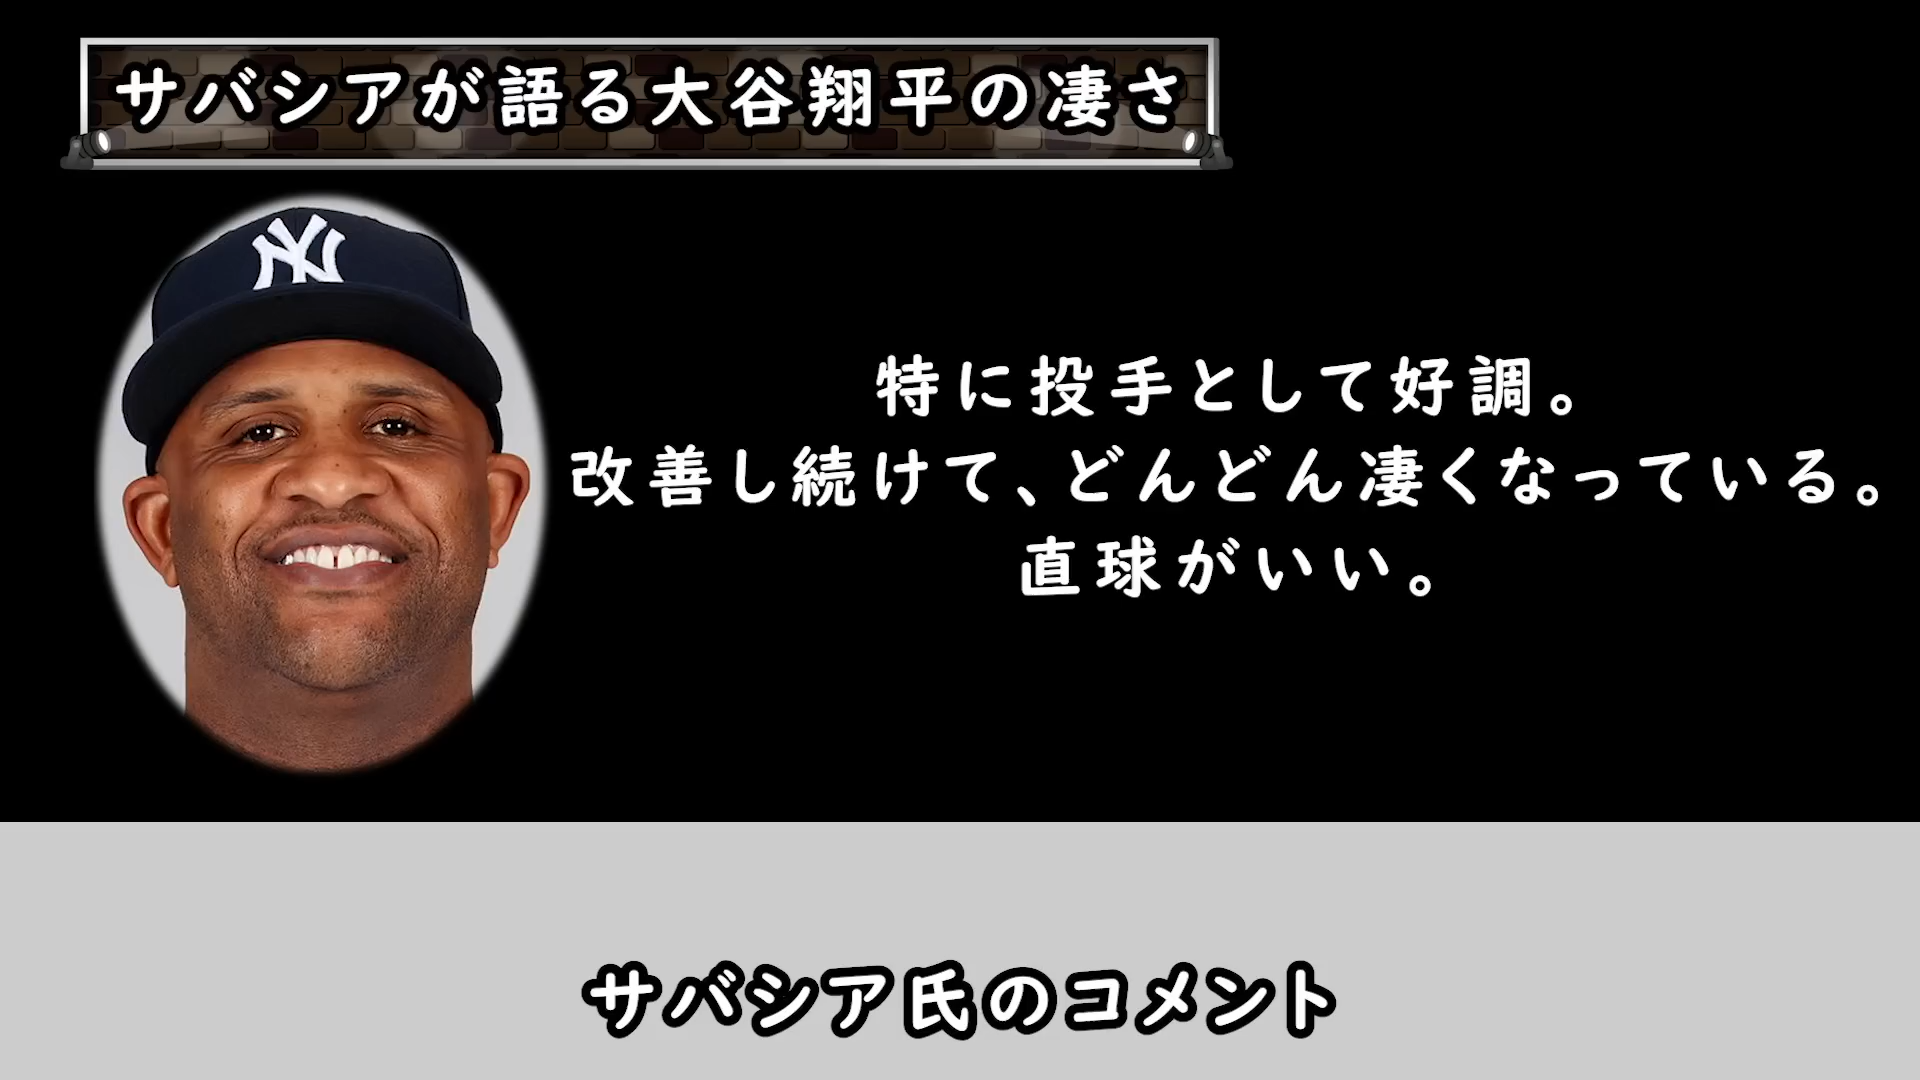 サバシアが語る大谷翔平の凄さ
NY
特に投手として好調。
改善し続けて、どんどん凄くなっている。
直球がいい。
サバシア氏のコメント